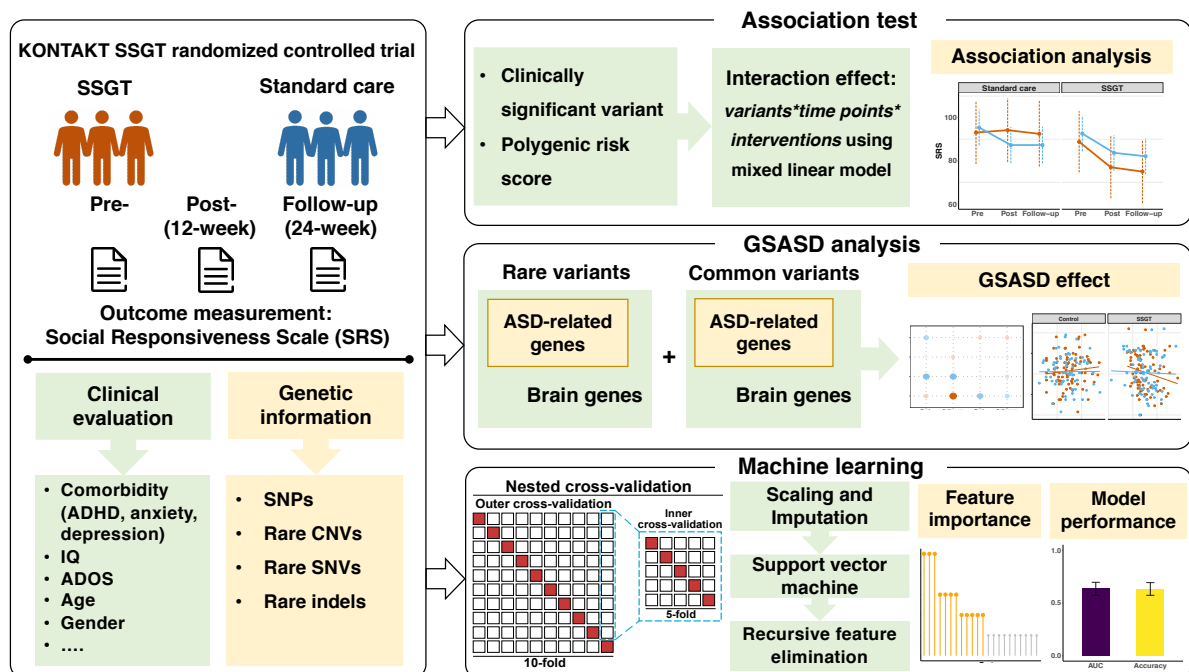 KONTAKT SSGT randomized controlled trial
SSGT
Standard care
Pre-
Post-
(12-week)
Follow-up
(24-week)
Outcome measurement:
Social Responsiveness Scale (SRS)
Clinical
evaluation
Genetic
information
• Comorbidity
(ADHD, anxiety,
depression)
• IQ
• ADOS
• Age
• Gender
• ....
• SNPs
• Rare CNVs
• Rare SNVs
• Rare indels
Association test
• Clinically
significant variant
• Polygenic risk
score
Interaction effect:
variants*time points*
interventions using
mixed linear model
Association analysis
Standard care
SSGT
SRS
100
80
60
Pre
Post
Follow-up
Pre
Post
Follow-up
GSASD analysis
Rare variants
ASD-related
genes
Brain genes
+
Common variants
ASD-related
genes
Brain genes
GSASD effect
Control
SSGT
Machine learning
Nested cross-validation
Outer cross-validation
10-fold
Inner
cross-validation
5-fold
Scaling and
Imputation
Support vector
machine
Recursive feature
elimination
Feature
importance
Model
performance
1.0
0.5
0.0
AUC
Accuracy